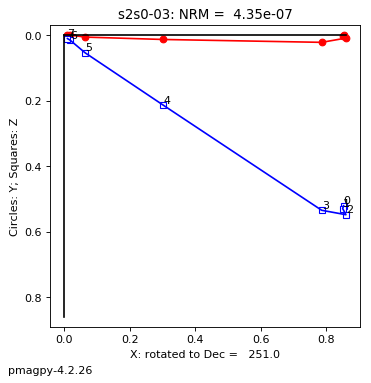 s2s0-03: NRM =  4.35e-07
0.0
0.2
0.4
0.6
0.8
Circles: Y; Squares: Z
7
6
5
4
3
0
1
2
0.0 0.2 0.4 0.6 0.8
X: rotated to Dec =   251.0
pmagpy-4.2.26